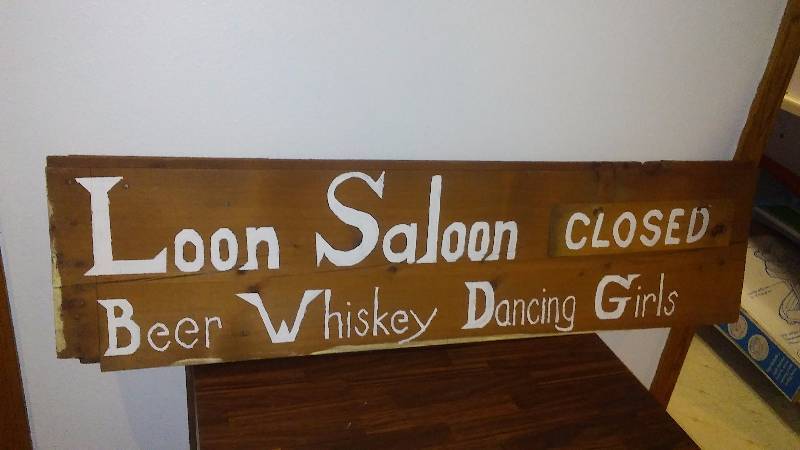 Loon Saloon CLOSED
Beer Whiskey Dancing Girls